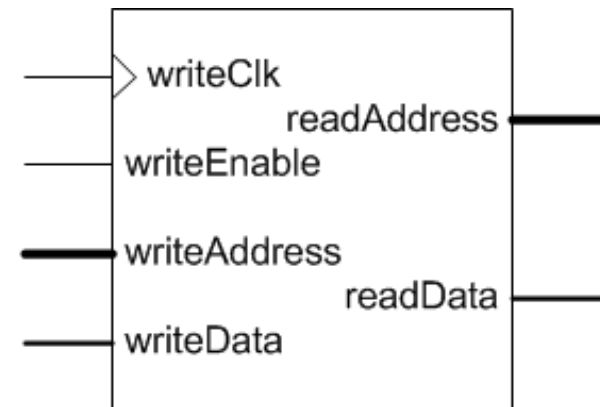 writeClk
readAddress
writeEnable
writeAddress
readData
writeData